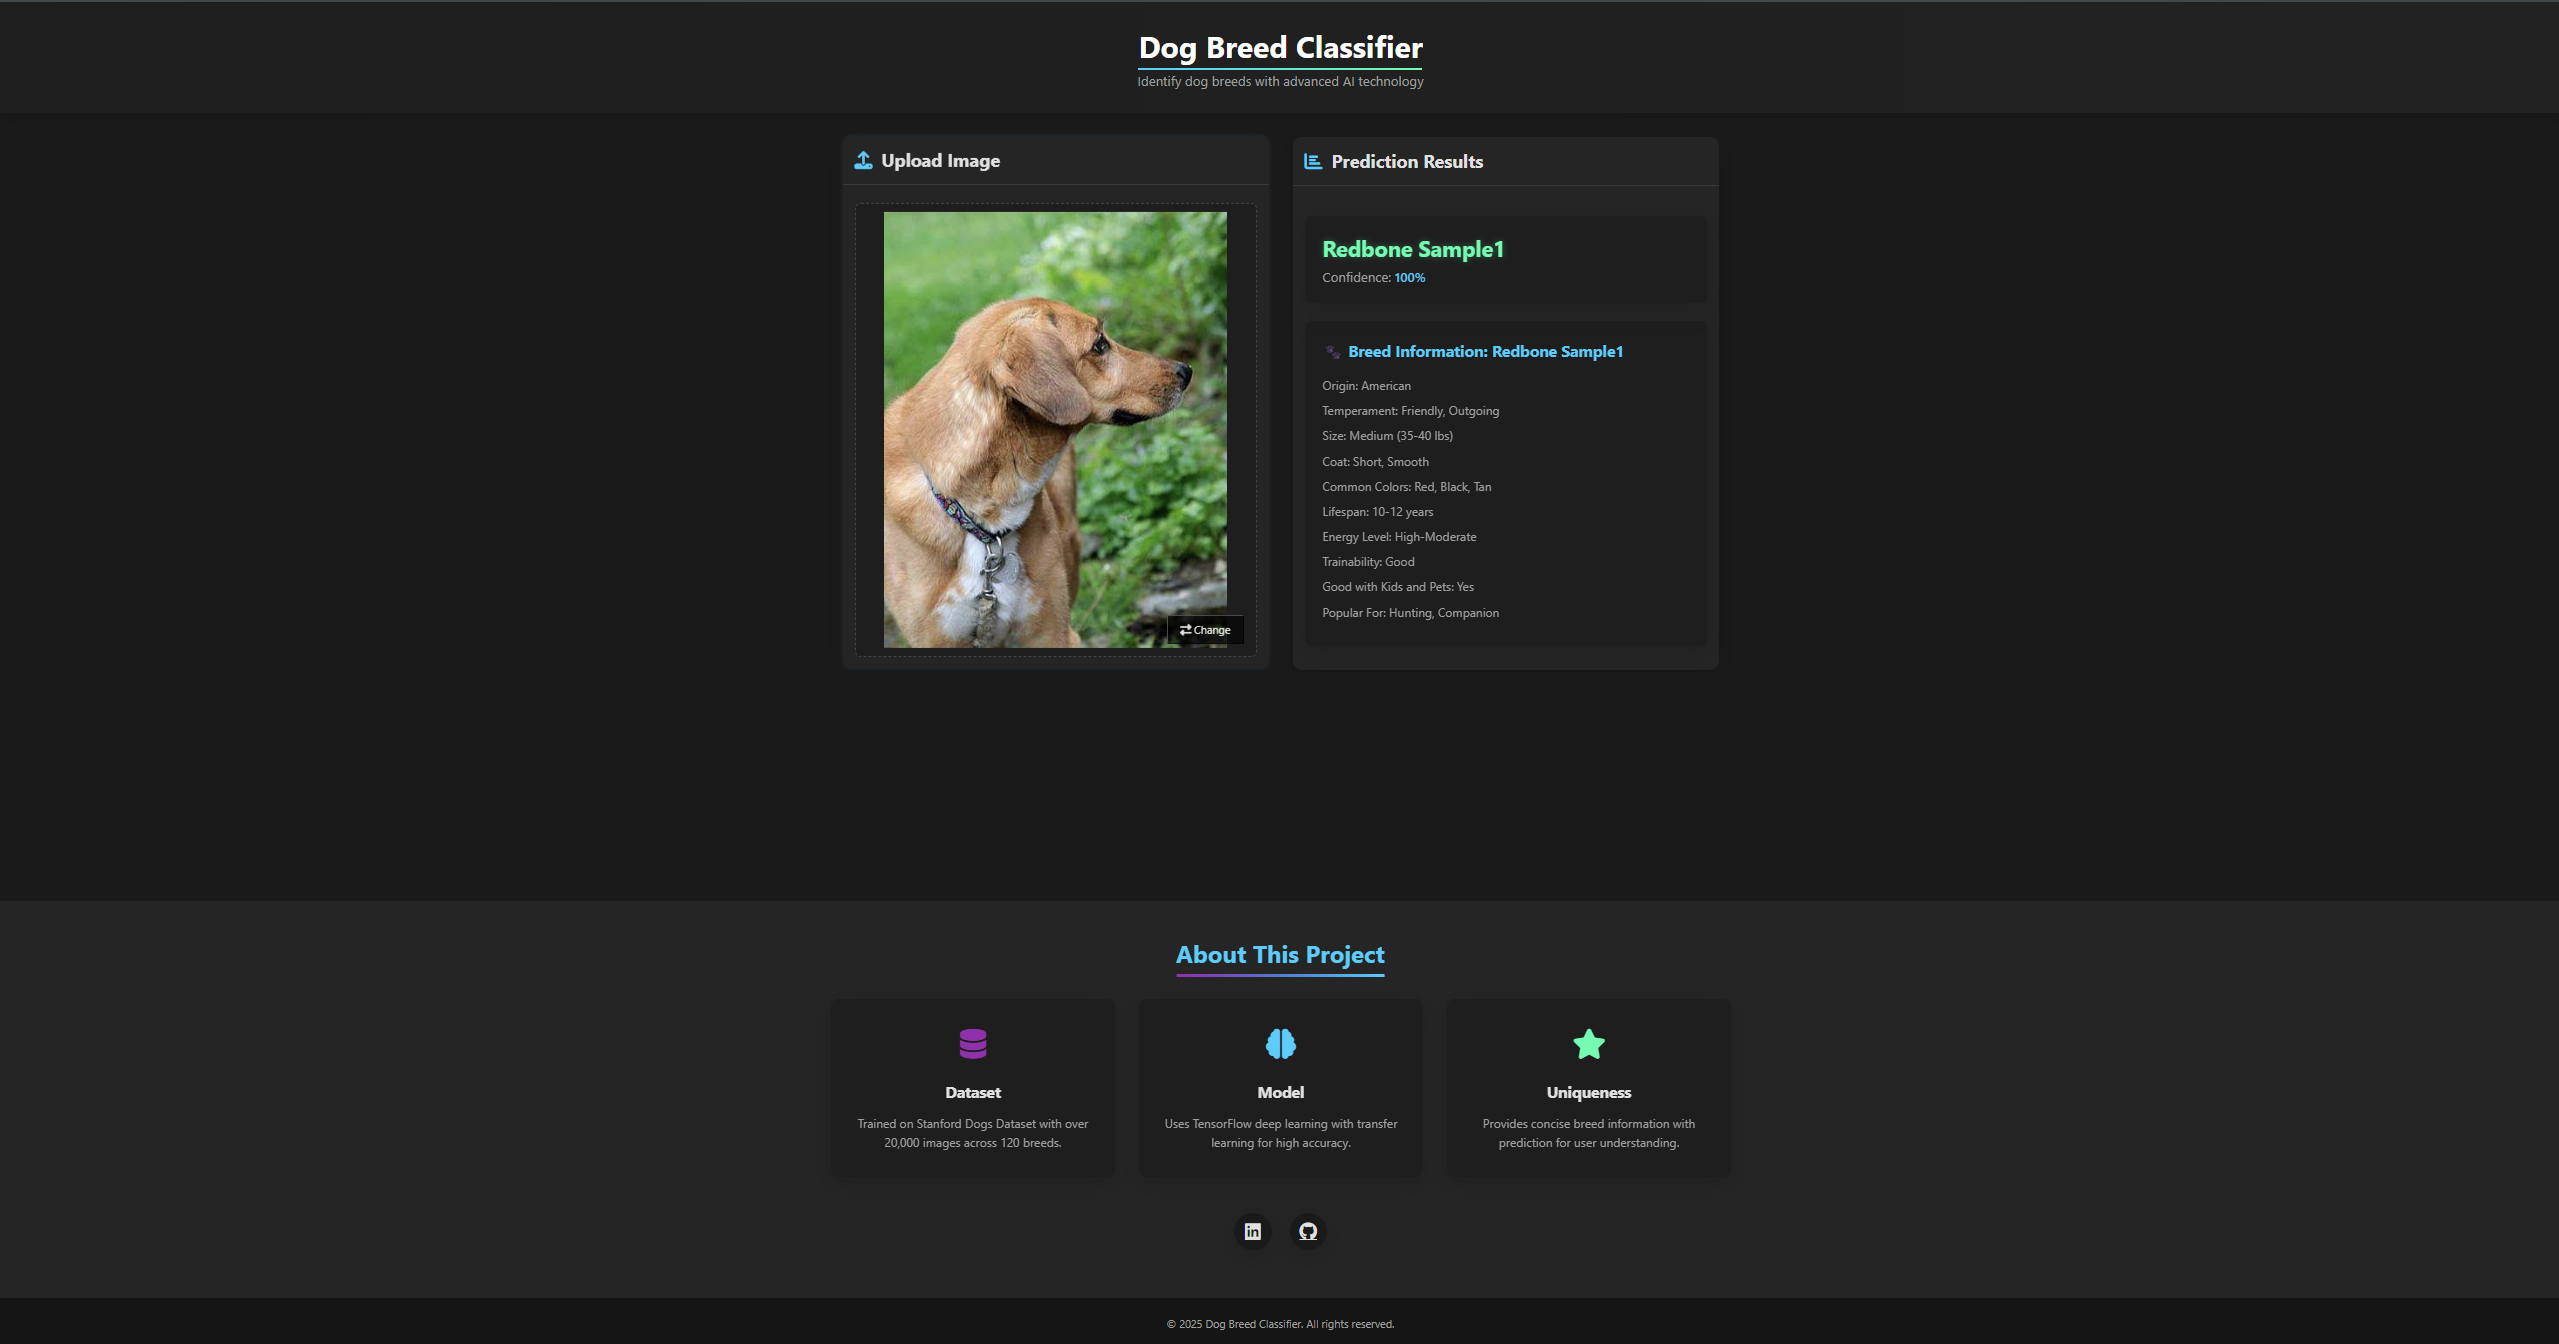 Dog Breed Classifier
Identify dog breeds with advanced AI technology
Upload Image
Change
Prediction Results
Redbone Sample1
Confidence: 100%
Breed Information: Redbone Sample1
Origin: American
Temperament: Friendly, Outgoing
Size: Medium (35-40 lbs)
Coat: Short, Smooth
Common Colors: Red, Black, Tan
Lifespan: 10-12 years
Energy Level: High-Moderate
Trainability: Good
Good with Kids and Pets: Yes
Popular For: Hunting, Companion
About This Project
Dataset
Trained on Stanford Dogs Dataset with over
20,000 images across 120 breeds.
Model
Uses TensorFlow deep learning with transfer
learning for high accuracy.
Uniqueness
Provides concise breed information with
prediction for user understanding.
in
© 2025 Dog Breed Classifier. All rights reserved.